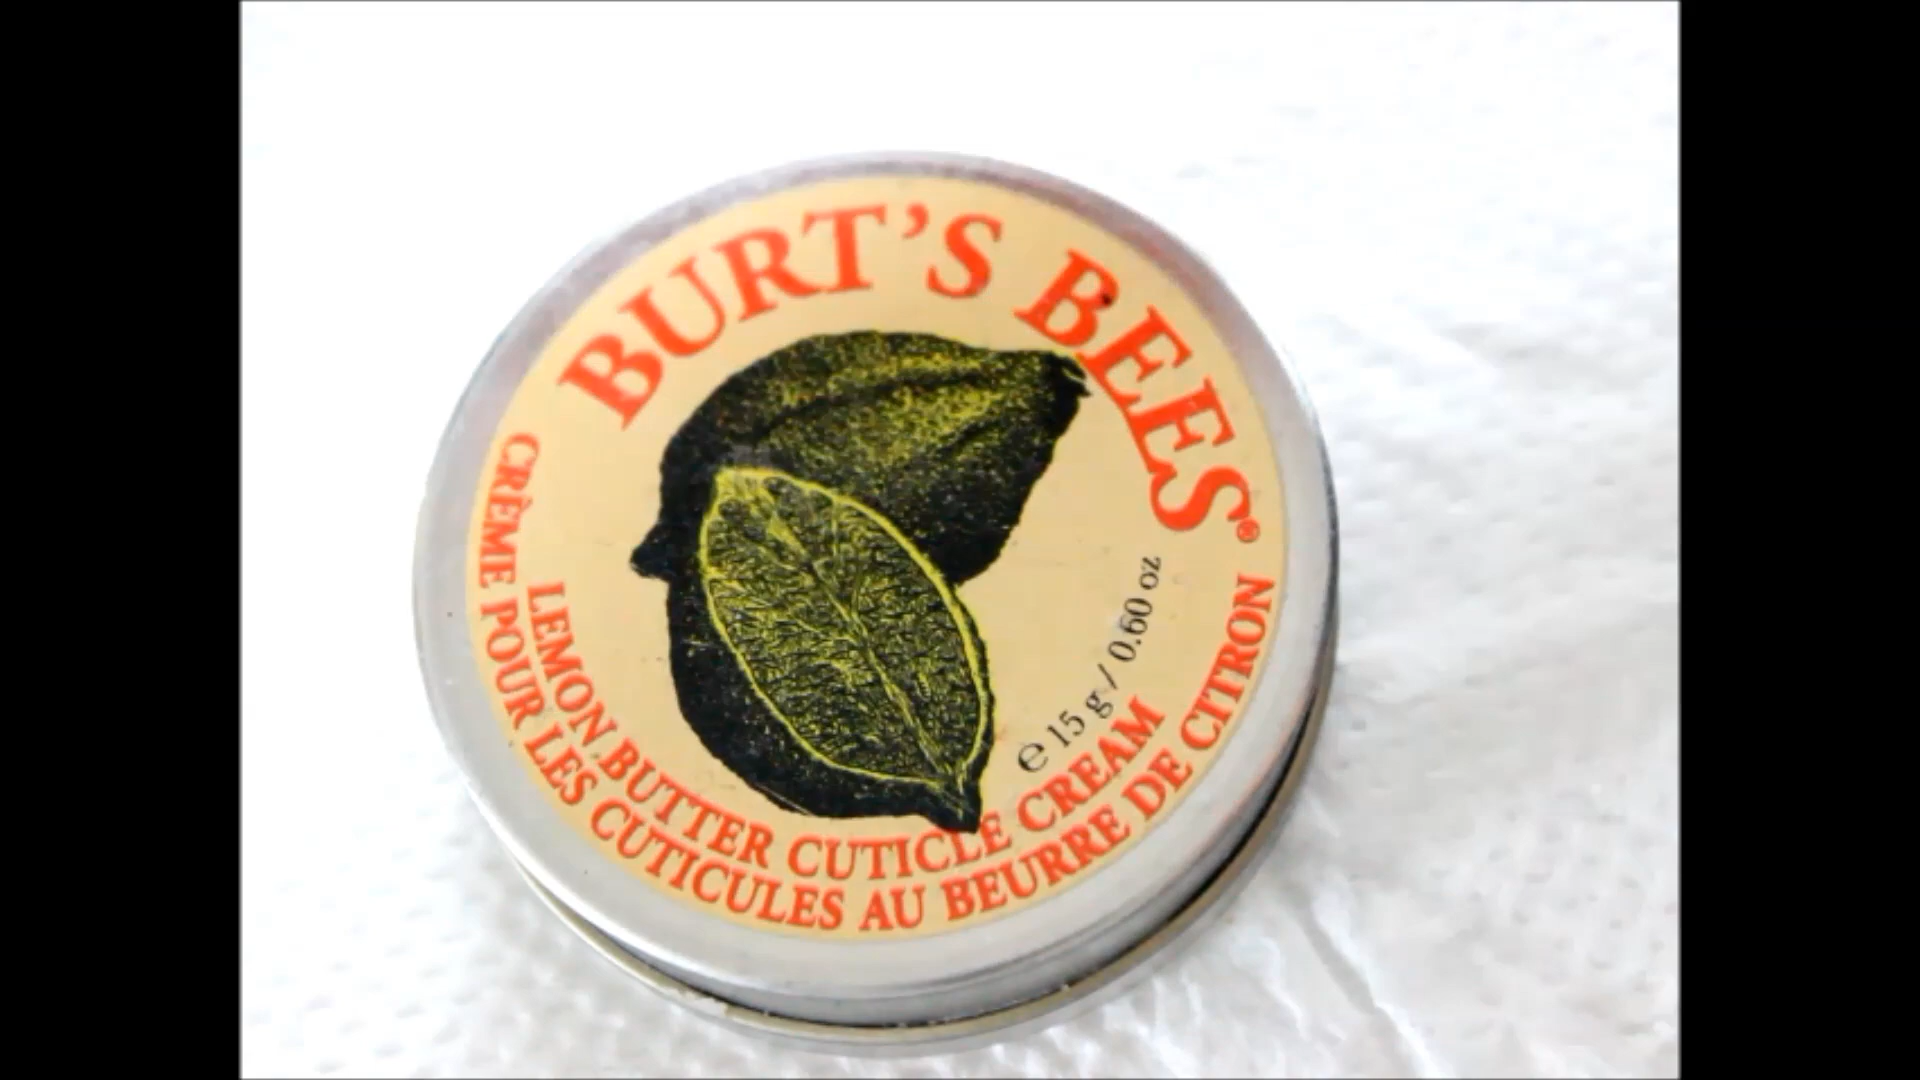 BURT'S BEES®
℮ 15 g / 0.60 oz
LEMON BUTTER CUTICLE CREAM
CRÈME POUR LES CUTICULES AU BEURRE DE CITRON